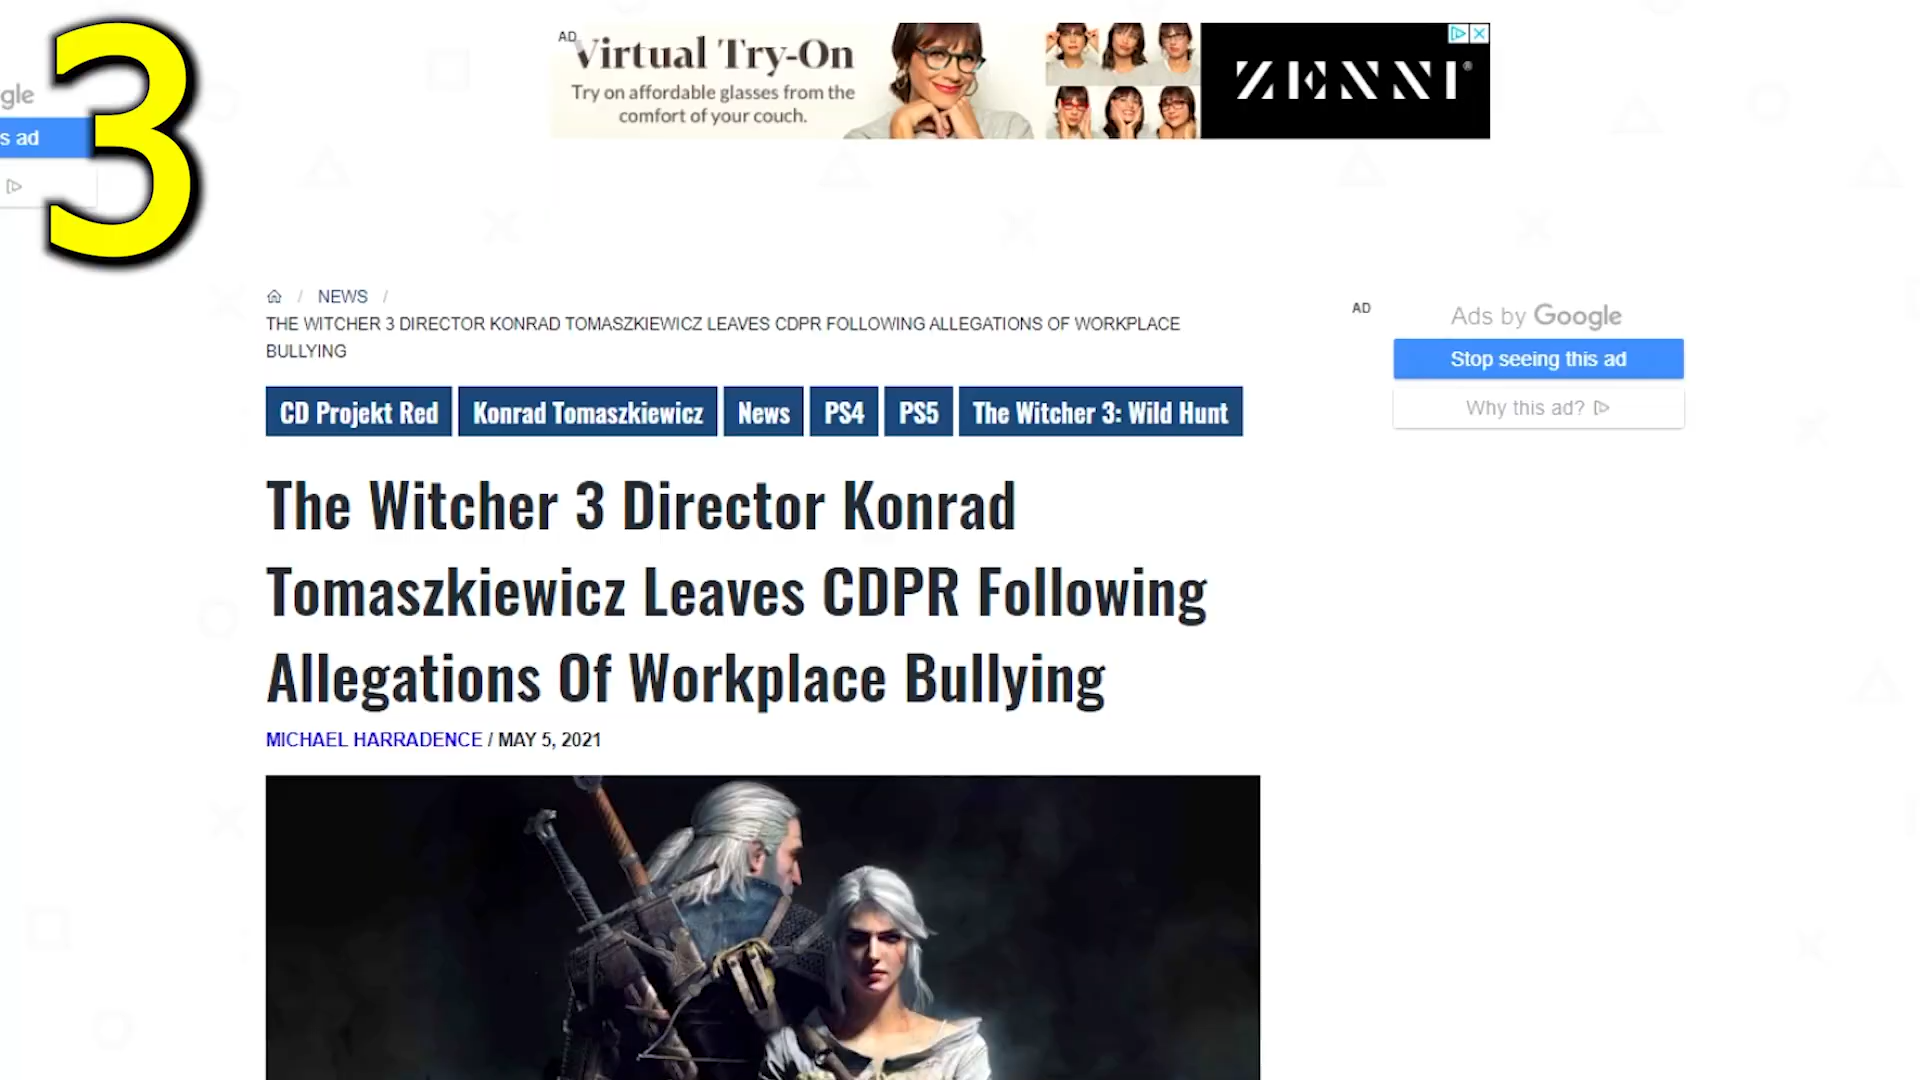 3
gle
s ad
AD
Virtual Try-On
Try on affordable glasses from the
comfort of your couch.
ZENNI®
NEWS /
THE WITCHER 3 DIRECTOR KONRAD TOMASZKIEWICZ LEAVES CDPR FOLLOWING ALLEGATIONS OF WORKPLACE
BULLYING
CD Projekt Red Konrad Tomaszkiewicz News PS4 PS5 The Witcher 3: Wild Hunt
The Witcher 3 Director Konrad
Tomaszkiewicz Leaves CDPR Following
Allegations Of Workplace Bullying
MICHAEL HARRADENCE / MAY 5, 2021
AD
Ads by Google
Stop seeing this ad
Why this ad?